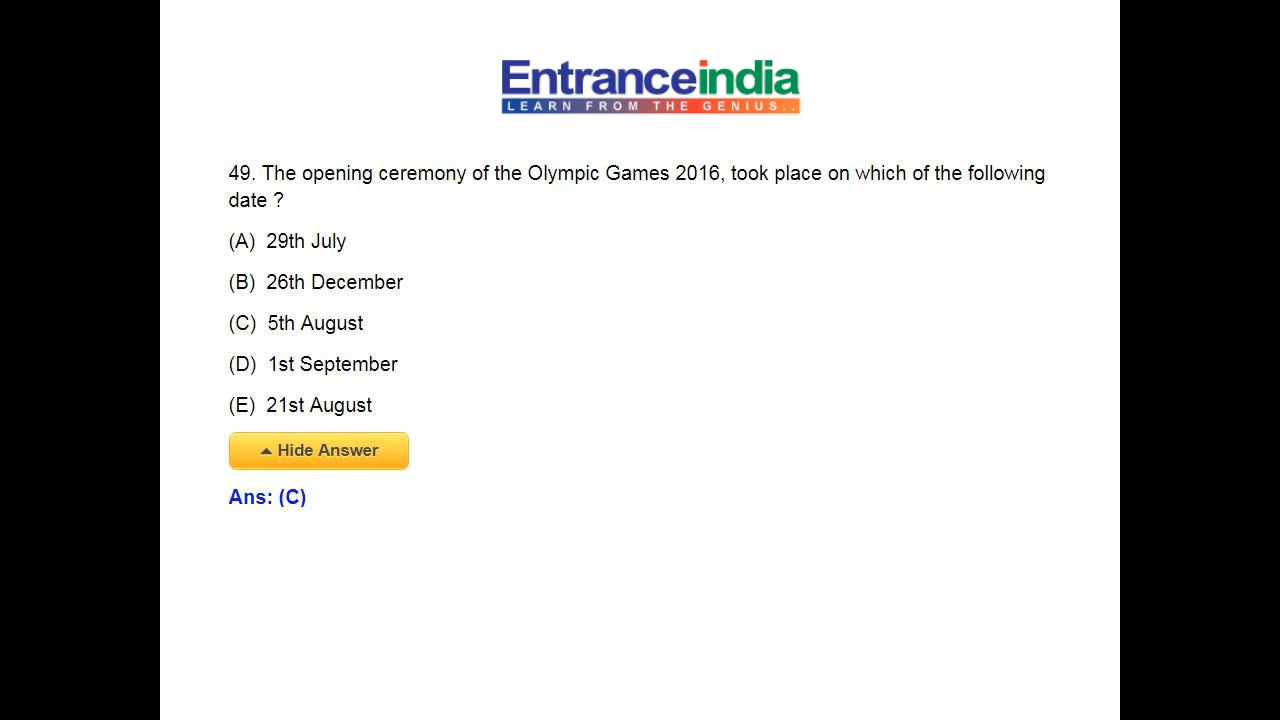 Entranceindia
LEARN FROM THE GENIUS..
49. The opening ceremony of the Olympic Games 2016, took place on which of the following
date ?
(A) 29th July
(B) 26th December
(C) 5th August
(D) 1st September
(E) 21st August
Hide Answer
Ans: (C)